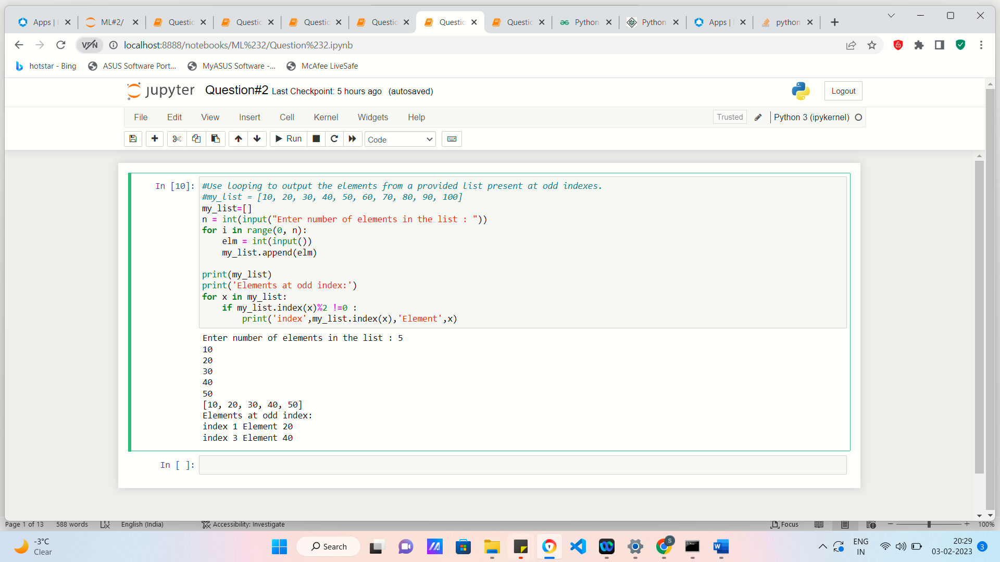 Apps |
ML#2/
Questic
Questic
Questic
Questic
Questic
Questic
Python
Python
Apps |
python
VPN
localhost:8888/notebooks/ML%232/Question%232.ipynb
hotstar - Bing
ASUS Software Port...
MyASUS Software -...
McAfee LiveSafe
jupyter
Question#2 Last Checkpoint: 5 hours ago (autosaved)
Logout
File Edit View Insert Cell Kernel Widgets Help
Trusted
Python 3 (ipykernel)
Run
Code
In [10]:
#Use looping to output the elements from a provided list present at odd indexes.
#my_list = [10, 20, 30, 40, 50, 60, 70, 80, 90, 100]
my_list=[]
n = int(input("Enter number of elements in the list : "))
for i in range(0, n):
    elm = int(input())
    my_list.append(elm)
print(my_list)
print('Elements at odd index:')
for x in my_list:
    if my_list.index(x)%2 !=0 :
        print('index',my_list.index(x),'Element',x)
Enter number of elements in the list : 5
10
20
30
40
50
[10, 20, 30, 40, 50]
Elements at odd index:
index 1 Element 20
index 3 Element 40
In [ ]:
Page 1 of 13 588 words English (India) Accessibility: Investigate Focus 100%
-3°C
Clear
Search
S
ENG
IN
20:29
03-02-2023
3